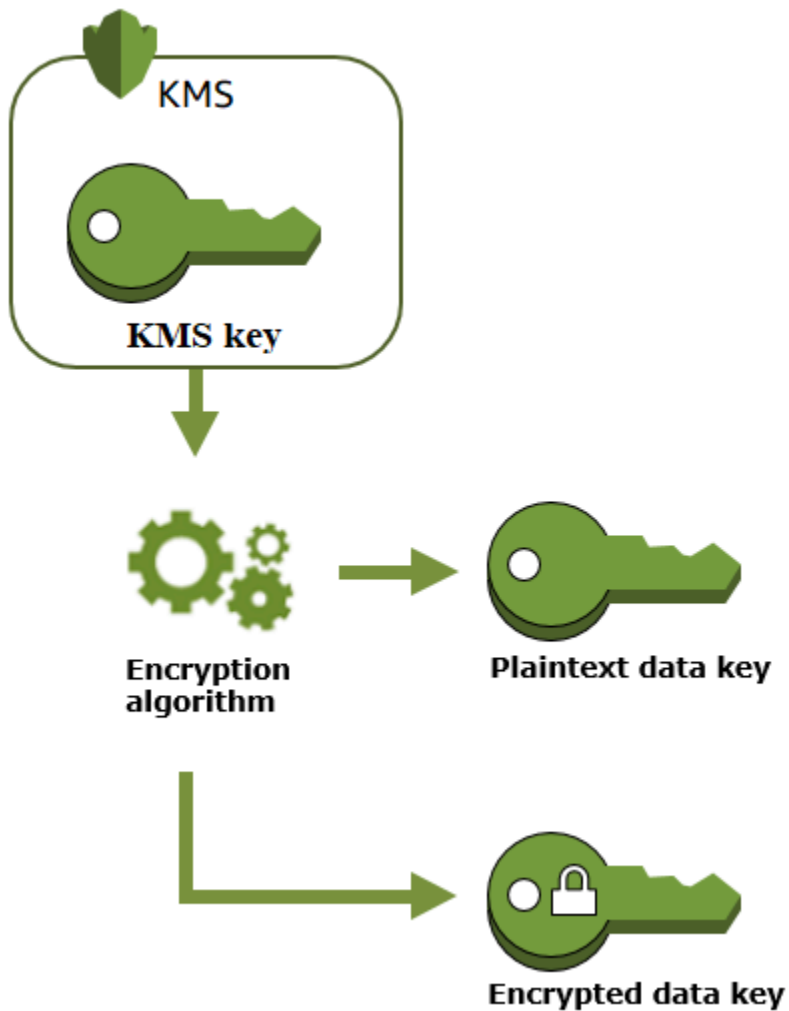 KMS
KMS key
Encryption
algorithm
Plaintext data key
Encrypted data key